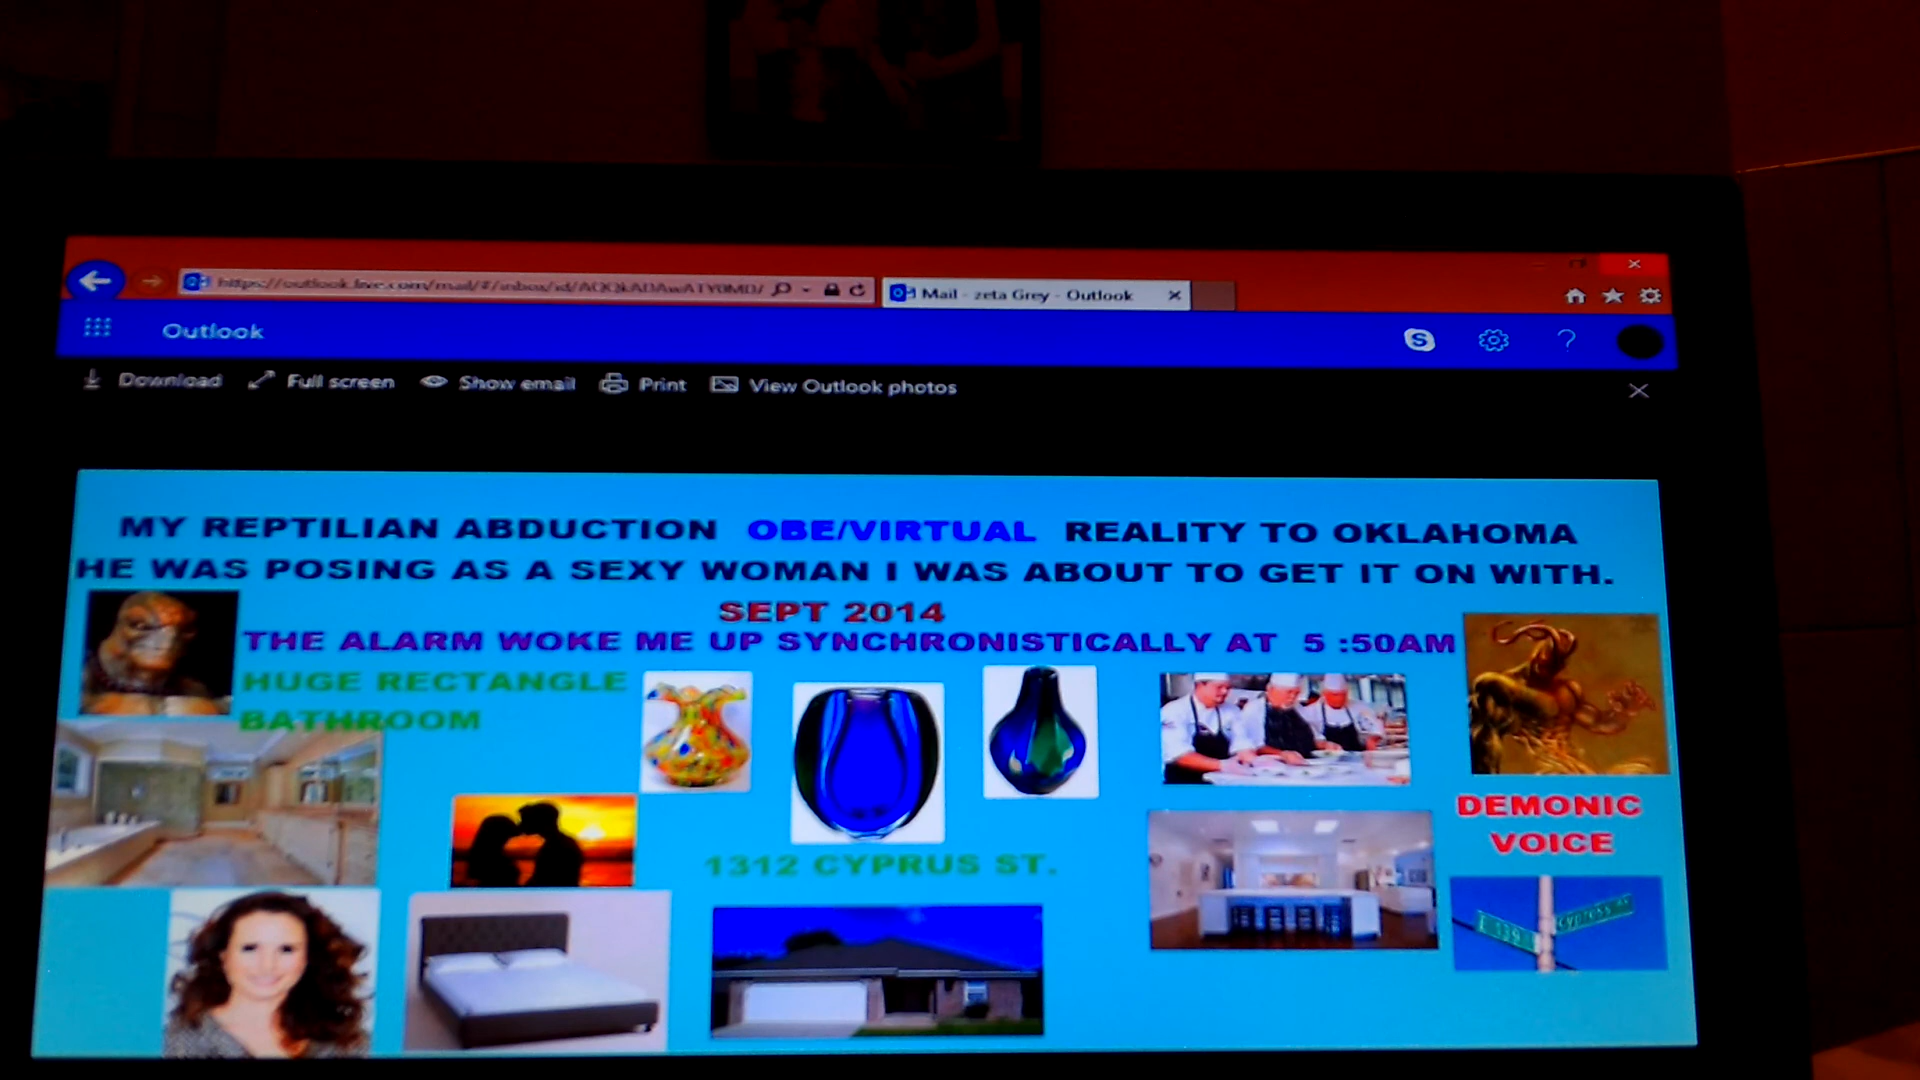 Mail - zeta Grey - Outlook
Outlook
Download Full screen Show email Print View Outlook photos
MY REPTILIAN ABDUCTION OBE/VIRTUAL REALITY TO OKLAHOMA
HE WAS POSING AS A SEXY WOMAN I WAS ABOUT TO GET IT ON WITH.
SEPT 2014
THE ALARM WOKE ME UP SYNCHRONISTICALLY AT 5 :50AM
HUGE RECTANGLE
BATHROOM
DEMONIC
VOICE
1312 CYPRUS ST.
E 139
Cypress